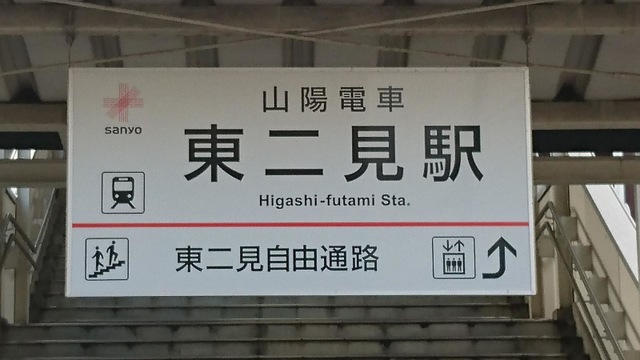 sanyo
山陽電車
東二見駅
Higashi-futami Sta.
東二見自由通路